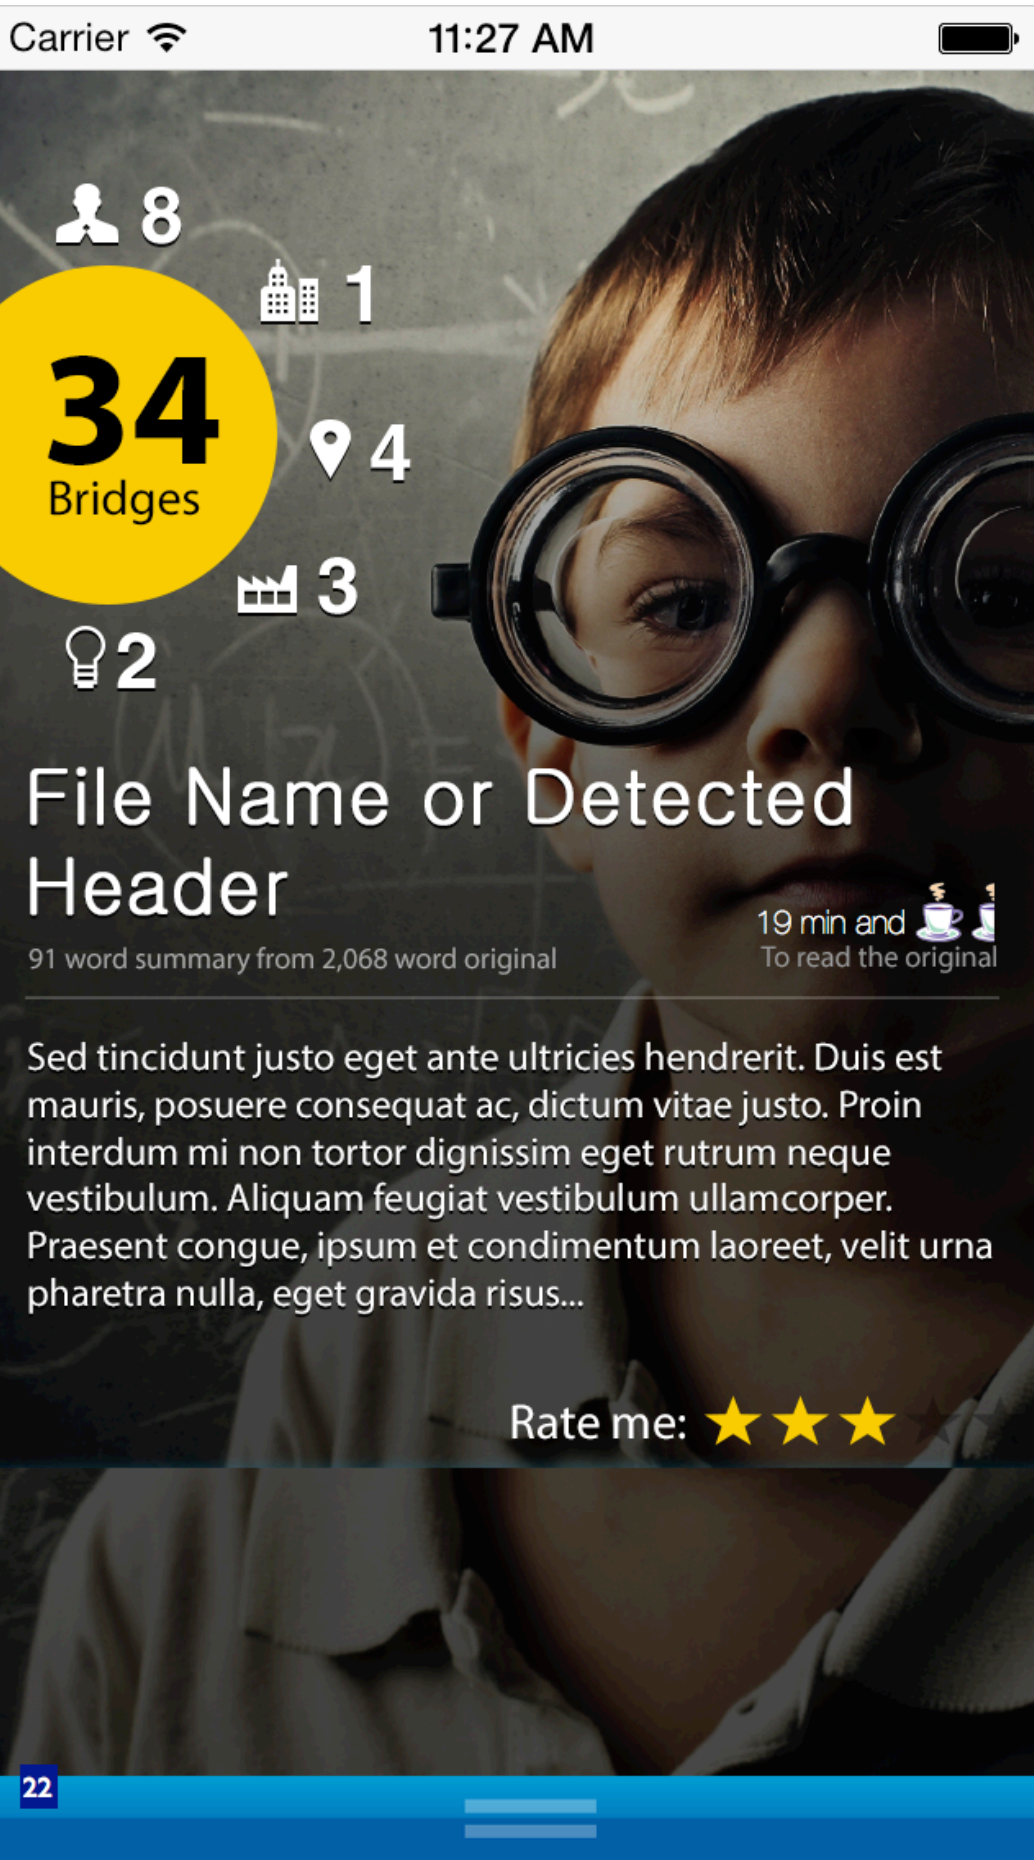 Carrier
11:27 AM
8
1
34
Bridges
4
3
2
File Name or Detected
Header
19 min and
91 word summary from 2,068 word original
To read the original
Sed tincidunt justo eget ante ultricies hendrerit. Duis est
mauris, posuere consequat ac, dictum vitae justo. Proin
interdum mi non tortor dignissim eget rutrum neque
vestibulum. Aliquam feugiat vestibulum ullamcorper.
Praesent congue, ipsum et condimentum laoreet, velit urna
pharetra nulla, eget gravida risus...
Rate me:
22